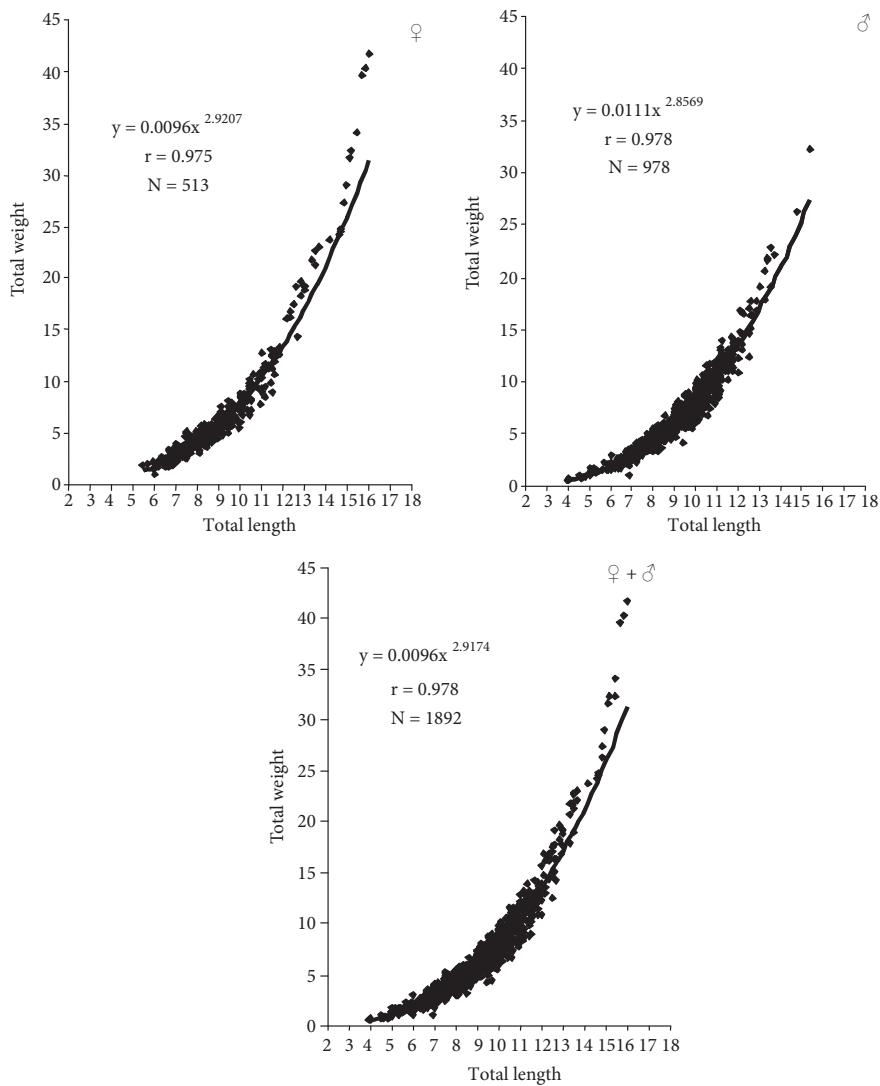 ♀
45
40
35
30
25
20
15
10
5
0
Total weight
y = 0.0096x 2.9207
r = 0.975
N = 513
2 3 4 5 6 7 8 9 10 11 12 13 14 15 16 17 18
Total length
♂
45
40
35
30
25
20
15
10
5
0
Total weight
y = 0.0111x 2.8569
r = 0.978
N = 978
2 3 4 5 6 7 8 9 10 11 12 13 14 15 16 17 18
Total length
♀ + ♂
45
40
35
30
25
20
15
10
5
0
Total weight
y = 0.0096x 2.9174
r = 0.978
N = 1892
2 3 4 5 6 7 8 9 10 11 12 13 14 15 16 17 18
Total length